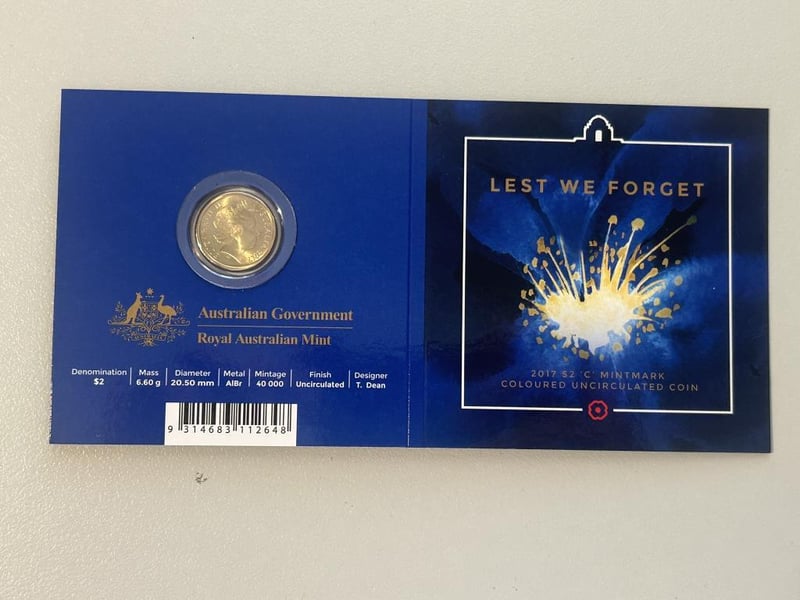 Australian Government
Royal Australian Mint
Denomination Mass Diameter Metal Mintage Finish Designer
$2 6.60 g 20.50 mm AlBr 40 000 Uncirculated T. Dean
9 314683 112648
LEST WE FORGET
2017 $2 'C' MINTMARK
COLOURED UNCIRCULATED COIN